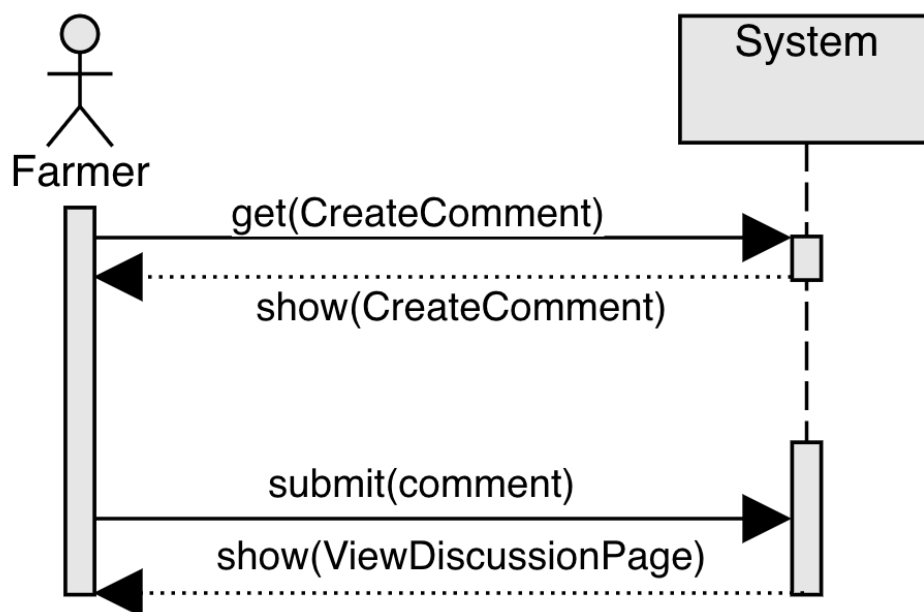 System
Farmer
get(CreateComment)
show(CreateComment)
submit(comment)
show(ViewDiscussionPage)